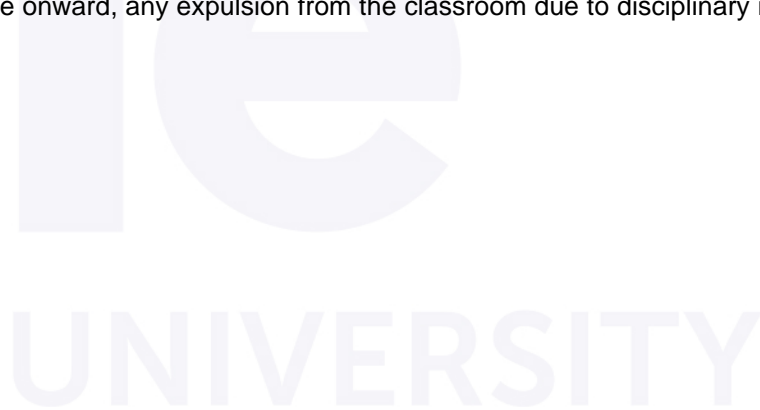 e onward, any expulsion from the classroom due to disciplinary
ie
UNIVERSITY